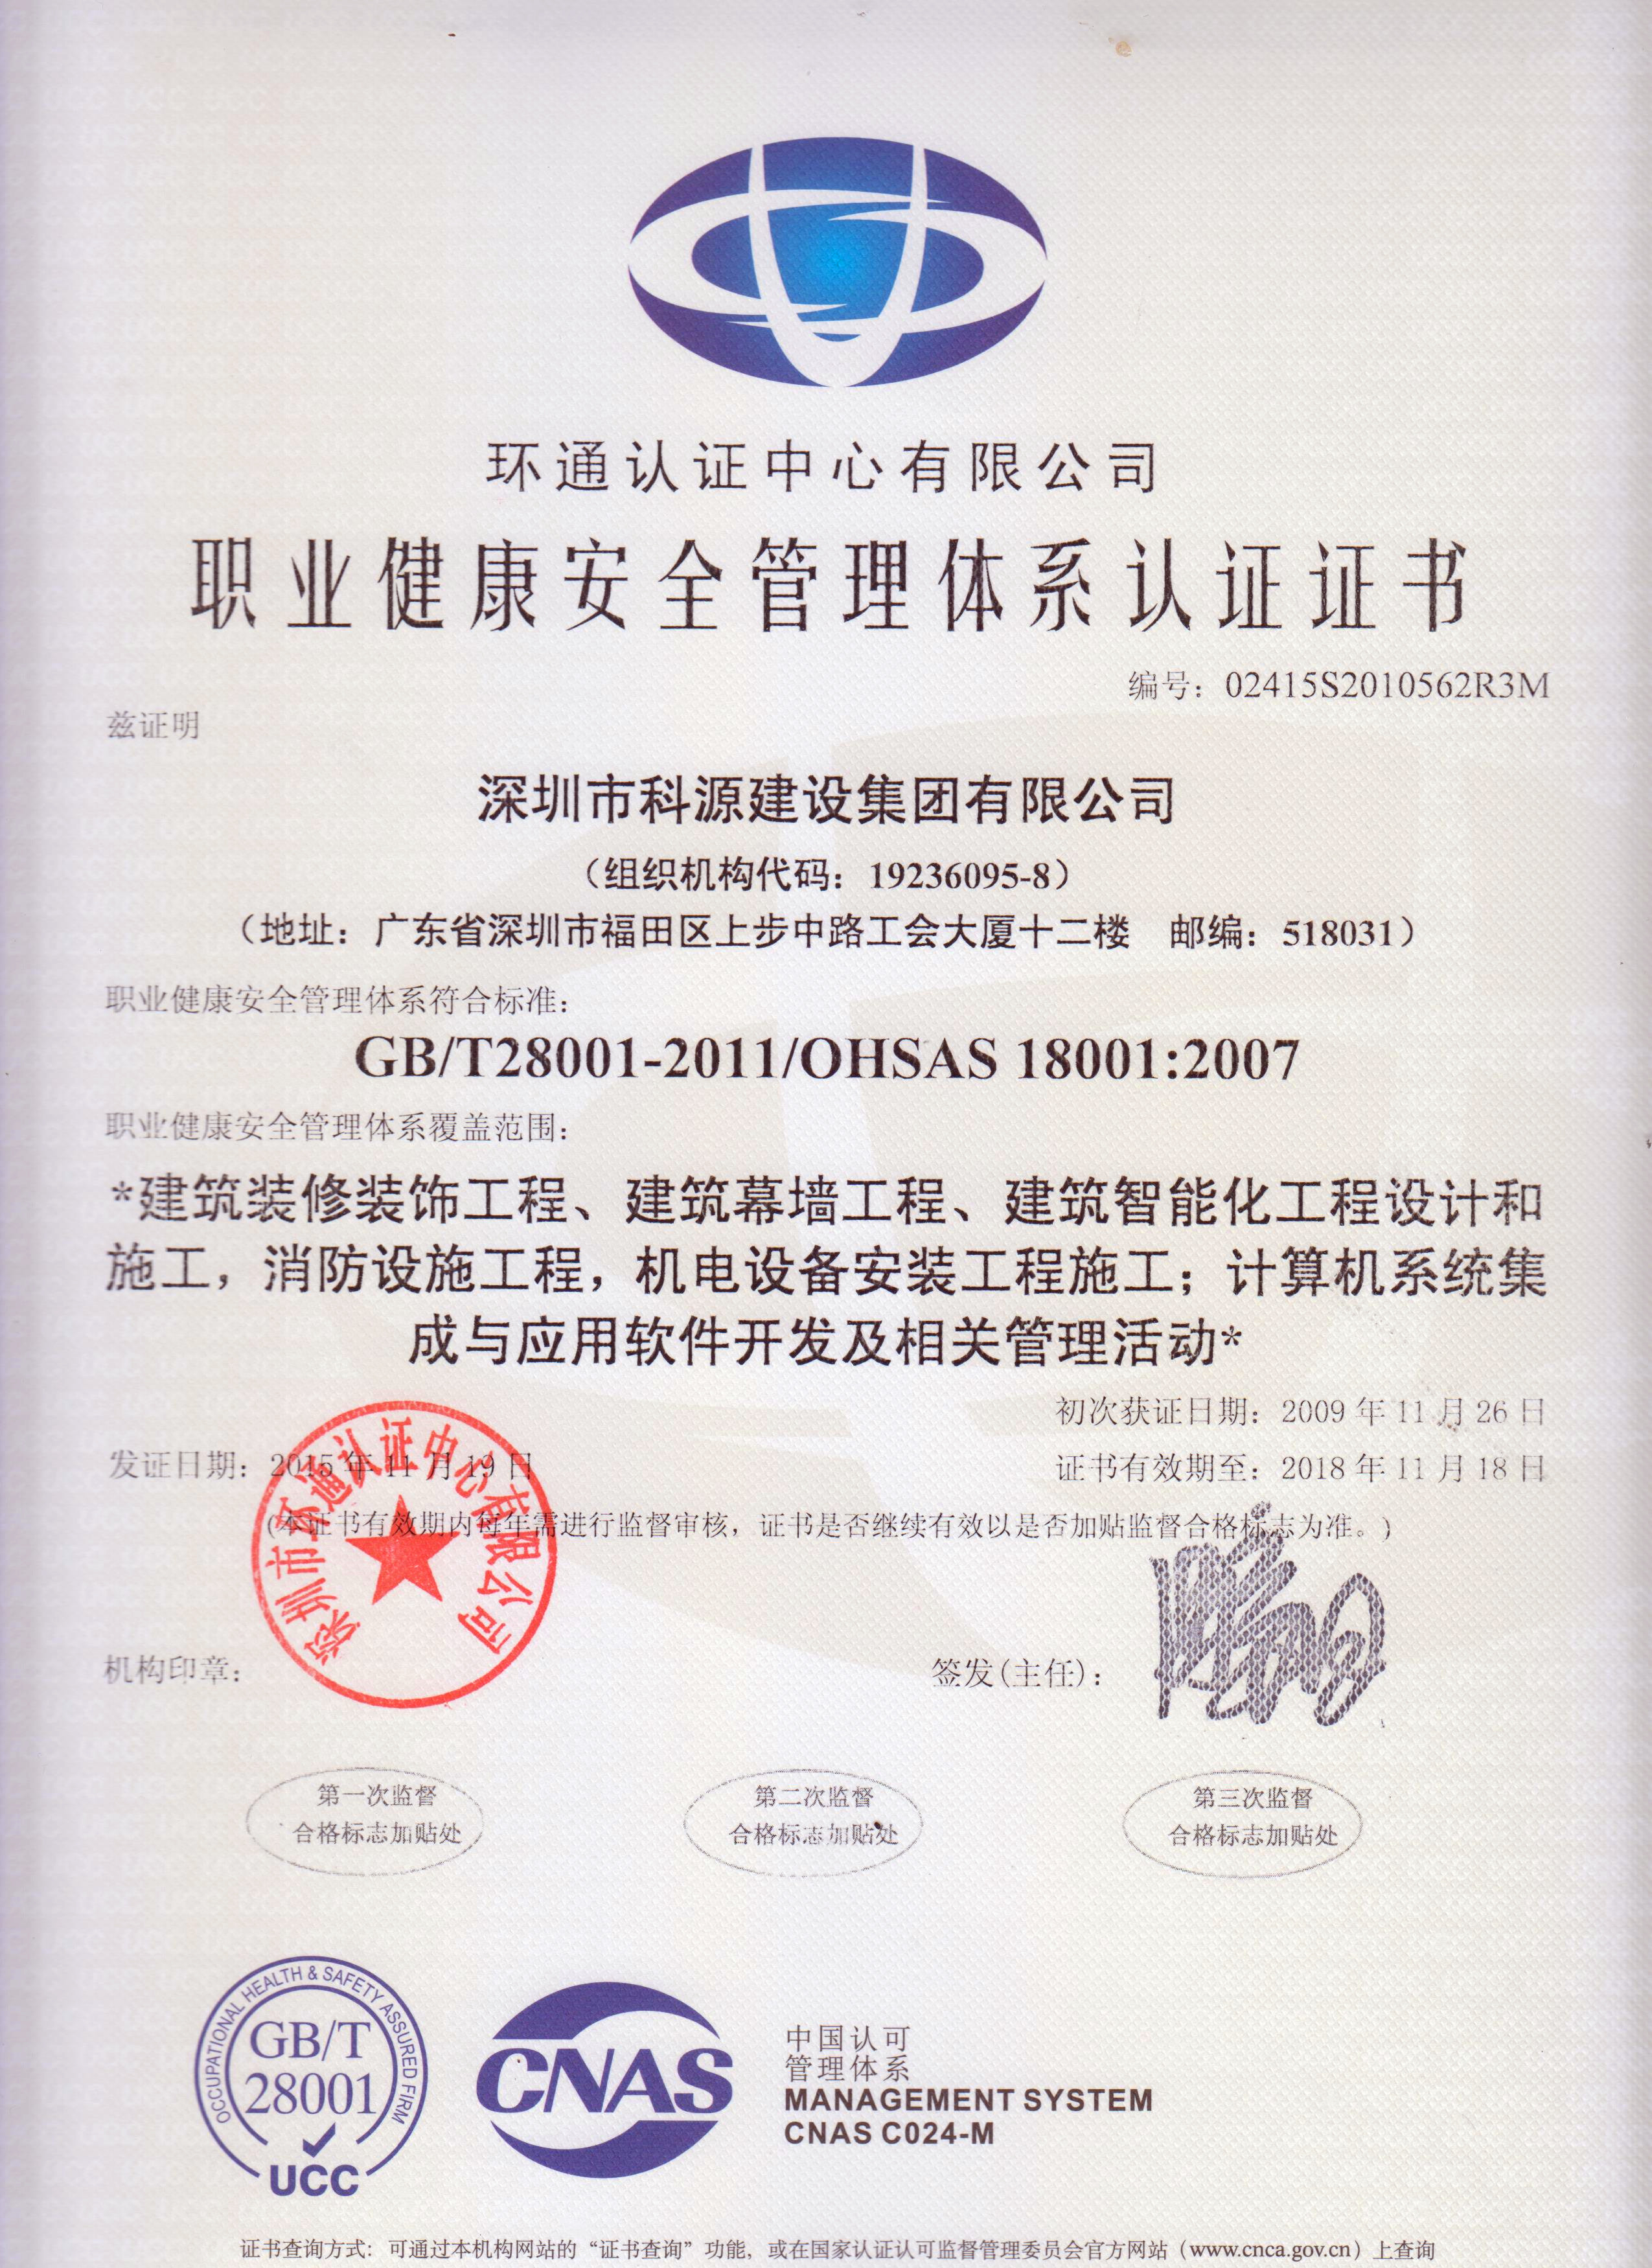 环通认证中心有限公司
职业健康安全管理体系认证证书
编号：02415S2010562R3M
兹证明
深圳市科源建设集团有限公司
（组织机构代码：19236095-8）
（地址：广东省深圳市福田区上步中路工会大厦十二楼 邮编：518031）
职业健康安全管理体系符合标准：
GB/T28001-2011/OHSAS 18001:2007
职业健康安全管理体系覆盖范围：
*建筑装修装饰工程、建筑幕墙工程、建筑智能化工程设计和
施工，消防设施工程，机电设备安装工程施工；计算机系统集
成与应用软件开发及相关管理活动*
初次获证日期：2009 年 11 月 26 日
发证日期：2015 年 11 月 19 日
证书有效期至：2018 年 11 月 18 日
(本证书有效期内每年需进行监督审核，证书是否继续有效以是否加贴监督合格标志为准。)
深圳市环通认证中心有限公司
机构印章：
签发(主任)：
第一次监督
合格标志加贴处
第二次监督
合格标志加贴处
第三次监督
合格标志加贴处
OCCUPATIONAL HEALTH & SAFETY ASSURED FIRM
GB/T
28001
UCC
CNAS
中国认可
管理体系
MANAGEMENT SYSTEM
CNAS C024-M
证书查询方式：可通过本机构网站的“证书查询”功能，或在国家认证认可监督管理委员会官方网站（www.cnca.gov.cn）上查询